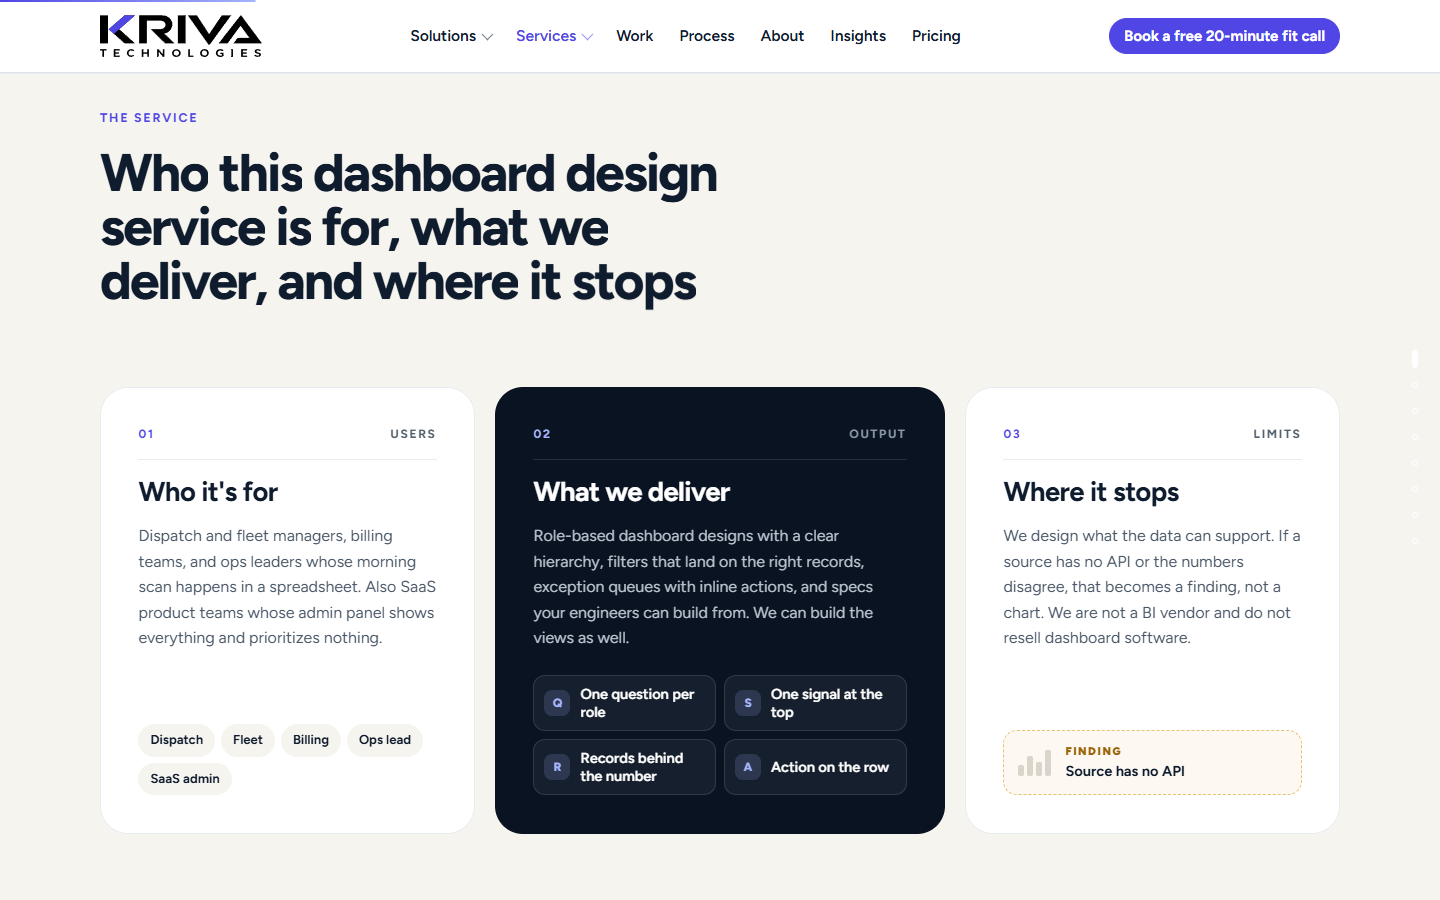 KRIVA
TECHNOLOGIES
Solutions
Services
Work
Process
About
Insights
Pricing
Book a free 20-minute fit call
THE SERVICE
Who this dashboard design
service is for, what we
deliver, and where it stops
01
USERS
Who it's for
Dispatch and fleet managers, billing
teams, and ops leaders whose morning
scan happens in a spreadsheet. Also SaaS
product teams whose admin panel shows
everything and prioritizes nothing.
Dispatch
Fleet
Billing
Ops lead
SaaS admin
02
OUTPUT
What we deliver
Role-based dashboard designs with a clear
hierarchy, filters that land on the right records,
exception queues with inline actions, and specs
your engineers can build from. We can build the
views as well.
Q
One question per
role
S
One signal at the
top
R
Records behind
the number
A
Action on the row
03
LIMITS
Where it stops
We design what the data can support. If a
source has no API or the numbers
disagree, that becomes a finding, not a
chart. We are not a BI vendor and do not
resell dashboard software.
FINDING
Source has no API